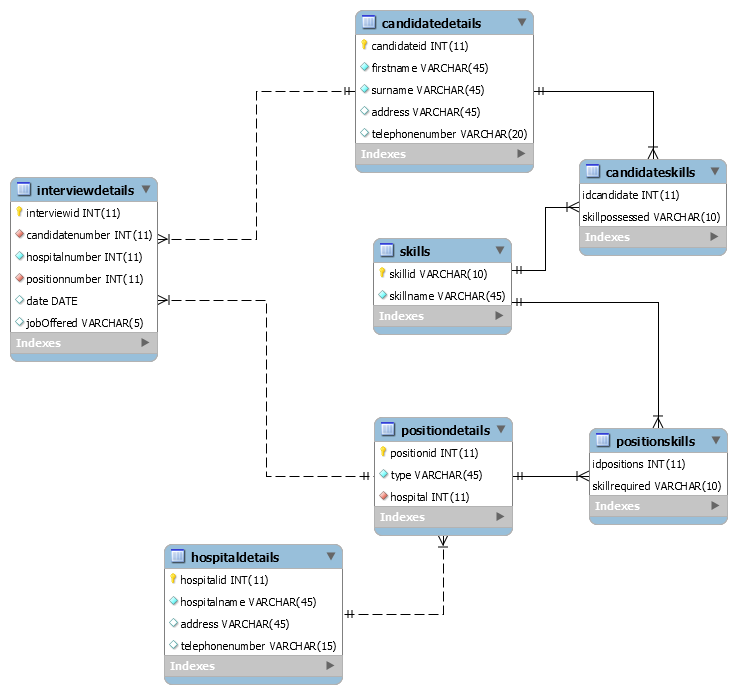 candidatedetails
candidateid INT(11)
firstname VARCHAR(45)
surname VARCHAR(45)
address VARCHAR(45)
telephonenumber VARCHAR(20)
Indexes
candidateskills
idcandidate INT(11)
skillpossessed VARCHAR(10)
Indexes
interviewdetails
interviewid INT(11)
candidatenumber INT(11)
hospitalnumber INT(11)
positionnumber INT(11)
date DATE
jobOffered VARCHAR(5)
Indexes
skills
skillid VARCHAR(10)
skillname VARCHAR(45)
Indexes
positiondetails
positionid INT(11)
type VARCHAR(45)
hospital INT(11)
Indexes
positionskills
idpositions INT(11)
skillrequired VARCHAR(10)
Indexes
hospitaldetails
hospitalid INT(11)
hospitalname VARCHAR(45)
address VARCHAR(45)
telephonenumber VARCHAR(15)
Indexes